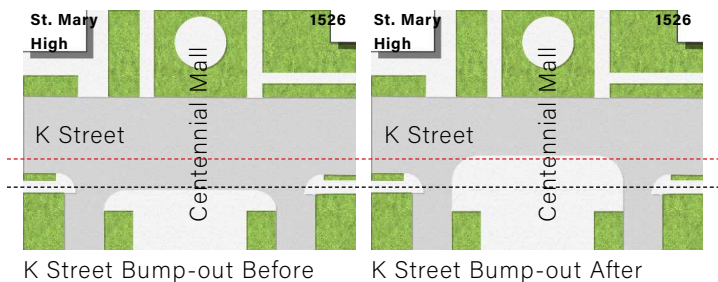 St. Mary
High
1526
K Street
Centennial Mall
K Street Bump-out Before
St. Mary
High
1526
K Street
Centennial Mall
K Street Bump-out After